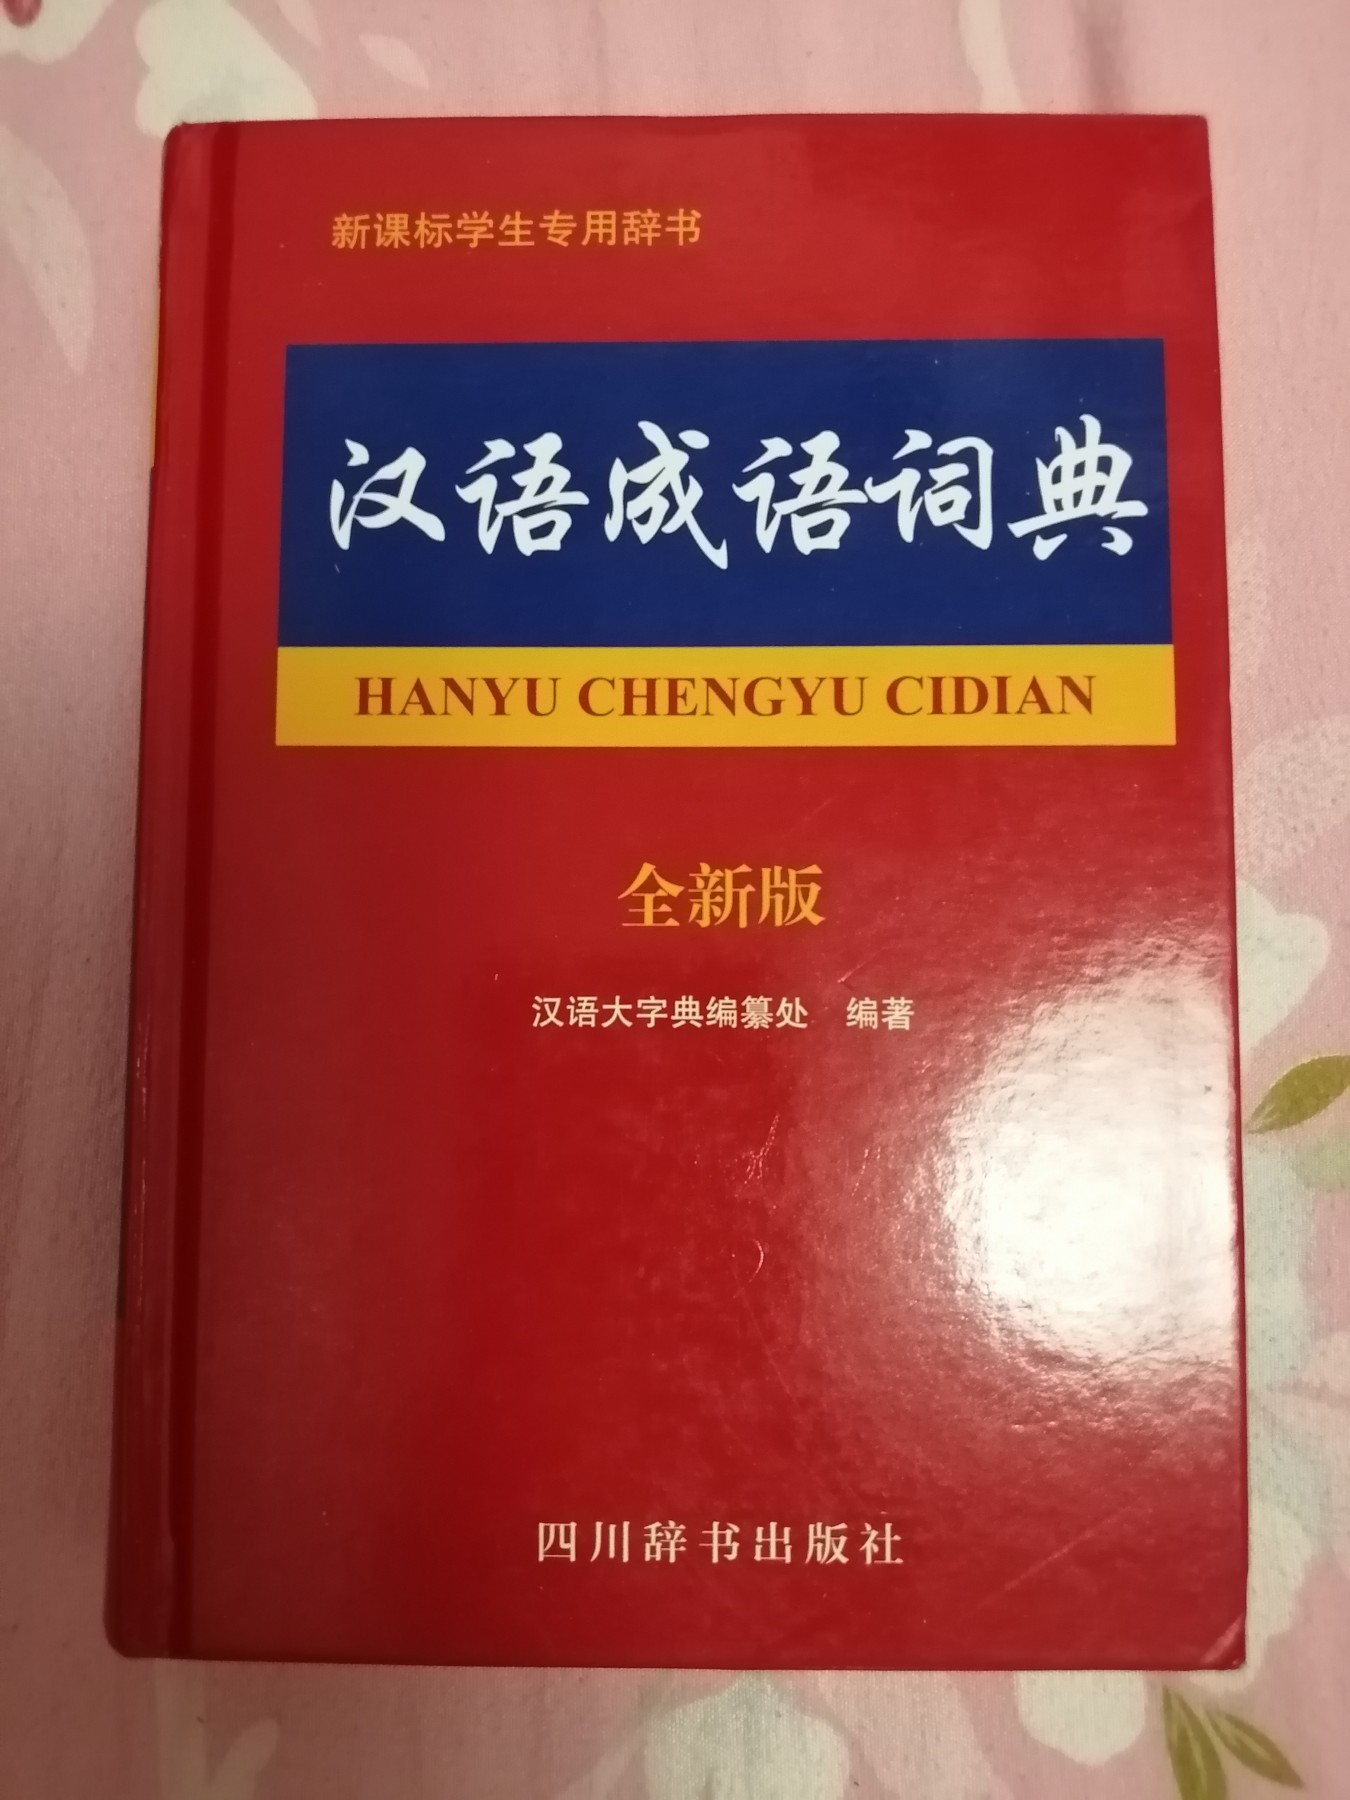 新课标学生专用辞书
汉语成语词典
HANYU CHENGYU CIDIAN
全新版
汉语大字典编纂处 编著
四川辞书出版社